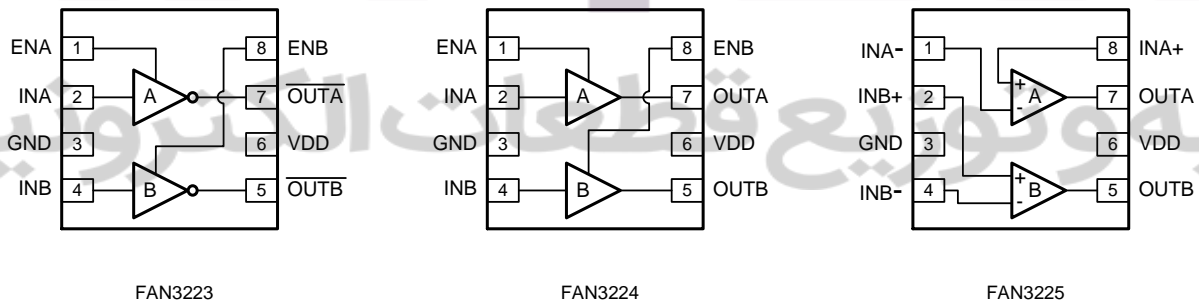 ENA 1 8 ENB
INA 2 A 7 OUTA
GND 3 6 VDD
INB 4 B 5 OUTB
FAN3223
ENA 1 8 ENB
INA 2 A 7 OUTA
GND 3 6 VDD
INB 4 B 5 OUTB
FAN3224
INA- 1 8 INA+
INB+ 2 + - A 7 OUTA
GND 3 6 VDD
INB- 4 + - B 5 OUTB
FAN3225
توزیع قطعات